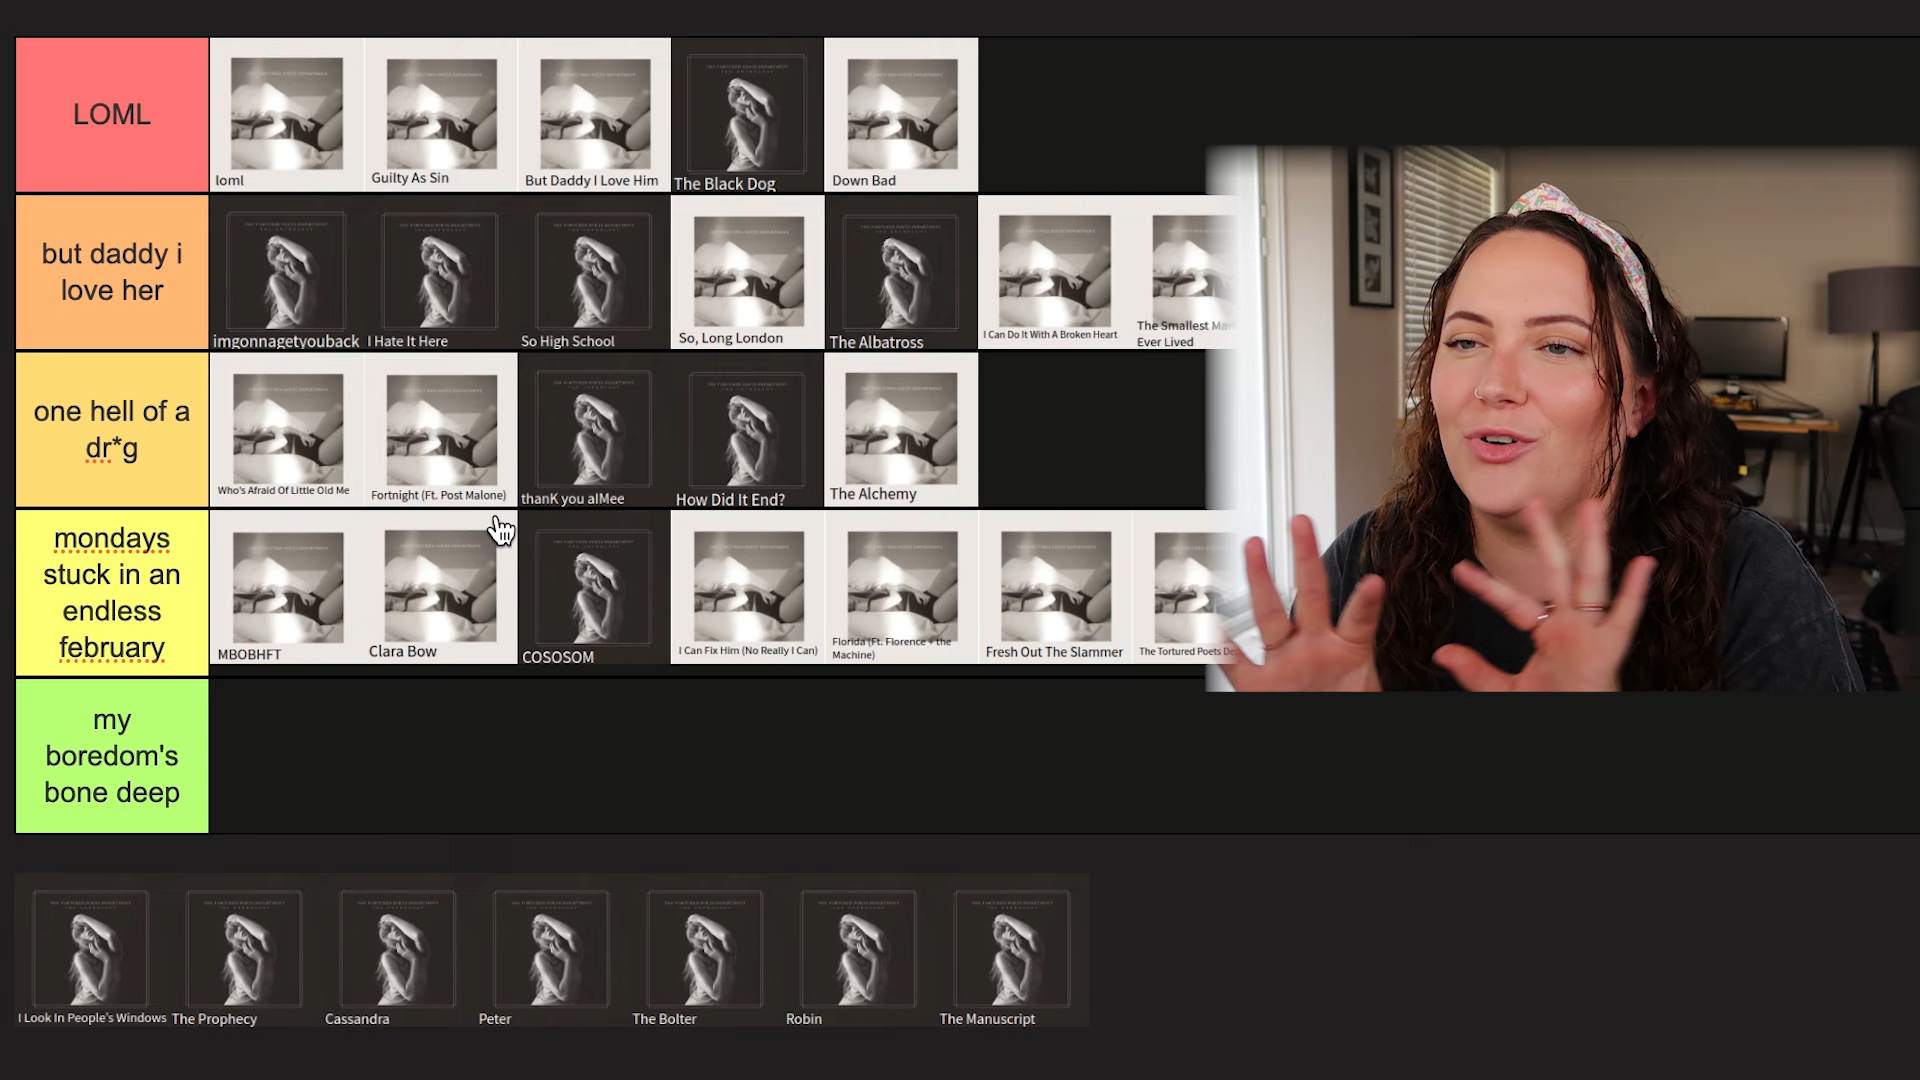 LOML
loml
Guilty As Sin
But Daddy I Love Him
The Black Dog
Down Bad
but daddy i
love her
imgonnagetyouback
I Hate It Here
So High School
So, Long London
The Albatross
I Can Do It With A Broken Heart
The Smallest
Ever Lived
one hell of a
dr*g
Who's Afraid Of Little Old Me
Fortnight (Ft. Post Malone)
thanK you aIMee
How Did It End?
The Alchemy
mondays
stuck in an
endless
february
MBOBHFT
Clara Bow
COSOSOM
I Can Fix Him (No Really I Can)
Florida (Ft. Florence + the
Machine)
Fresh Out The Slammer
The Tortured Poets
my
boredom's
bone deep
I Look In People's Windows
The Prophecy
Cassandra
Peter
The Bolter
Robin
The Manuscript